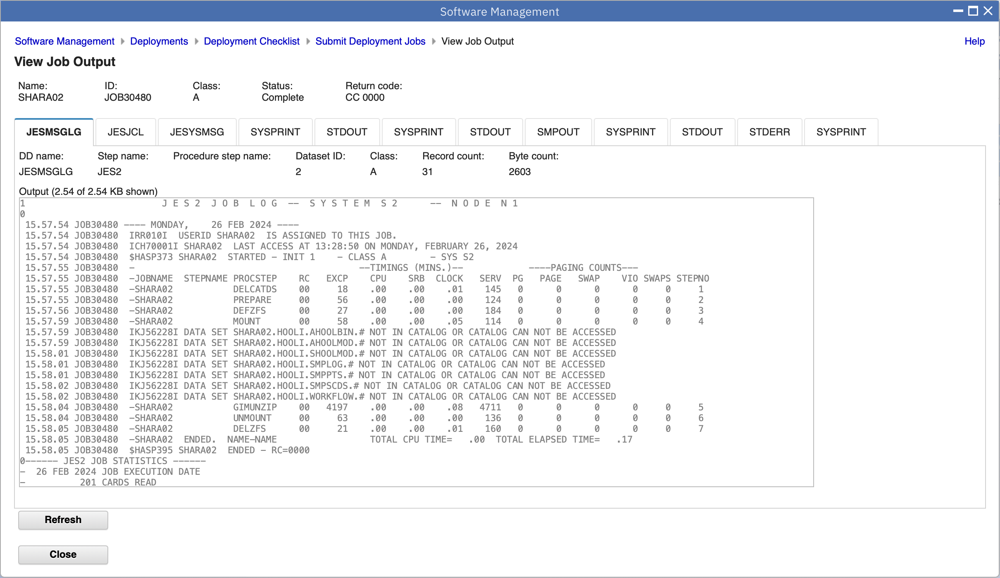 Software Management
Software Management Deployments Deployment Checklist Submit Deployment Jobs View Job Output Help
View Job Output
Name: ID: Class: Status: Return code:
SHARA02 JOB30480 A Complete CC 0000
JESMSGLG JESJCL JESYSMSG SYSPRINT STDOUT SYSPRINT STDOUT SMPOUT SYSPRINT STDOUT STDERR SYSPRINT
DD name: Step name: Procedure step name: Dataset ID: Class: Record count: Byte count:
JESMSGLG JES2 2 A 31 2603
Output (2.54 of 2.54 KB shown)
1                         J E S 2  J O B  L O G  --  S Y S T E M  S 2      --  N O D E  N 1
0
 15.57.54 JOB30480 ---- MONDAY,    26 FEB 2024 ----
 15.57.54 JOB30480  IRR010I  USERID SHARA02  IS ASSIGNED TO THIS JOB.
 15.57.54 JOB30480  ICH70001I SHARA02  LAST ACCESS AT 13:28:50 ON MONDAY, FEBRUARY 26, 2024
 15.57.54 JOB30480  $HASP373 SHARA02  STARTED - INIT 1    - CLASS A        - SYS S2
 15.57.55 JOB30480  -                                         --TIMINGS (MINS.)--            ----PAGING COUNTS---
 15.57.55 JOB30480  -JOBNAME  STEPNAME PROCSTEP    RC   EXCP    CPU    SRB  CLOCK   SERV  PG   PAGE   SWAP    VIO SWAPS STEPNO
 15.57.55 JOB30480  -SHARA02           DELCATDS    00     18    .00    .00    .01    145   0      0      0      0     0      1
 15.57.55 JOB30480  -SHARA02           PREPARE     00     56    .00    .00    .00    124   0      0      0      0     0      2
 15.57.56 JOB30480  -SHARA02           DEFZFS      00     27    .00    .00    .00    184   0      0      0      0     0      3
 15.57.59 JOB30480  -SHARA02           MOUNT       00     58    .00    .00    .05    114   0      0      0      0     0      4
 15.57.59 JOB30480  IKJ56228I DATA SET SHARA02.HOOLI.AHOOLBIN.# NOT IN CATALOG OR CATALOG CAN NOT BE ACCESSED
 15.57.59 JOB30480  IKJ56228I DATA SET SHARA02.HOOLI.AHOOLMOD.# NOT IN CATALOG OR CATALOG CAN NOT BE ACCESSED
 15.58.01 JOB30480  IKJ56228I DATA SET SHARA02.HOOLI.SHOOLMOD.# NOT IN CATALOG OR CATALOG CAN NOT BE ACCESSED
 15.58.01 JOB30480  IKJ56228I DATA SET SHARA02.HOOLI.SMPLOG.# NOT IN CATALOG OR CATALOG CAN NOT BE ACCESSED
 15.58.01 JOB30480  IKJ56228I DATA SET SHARA02.HOOLI.SMPPTS.# NOT IN CATALOG OR CATALOG CAN NOT BE ACCESSED
 15.58.02 JOB30480  IKJ56228I DATA SET SHARA02.HOOLI.SMPSCDS.# NOT IN CATALOG OR CATALOG CAN NOT BE ACCESSED
 15.58.02 JOB30480  IKJ56228I DATA SET SHARA02.HOOLI.WORKFLOW.# NOT IN CATALOG OR CATALOG CAN NOT BE ACCESSED
 15.58.04 JOB30480  -SHARA02           GIMUNZIP    00   4197    .00    .00    .08   4711   0      0      0      0     0      5
 15.58.04 JOB30480  -SHARA02           UNMOUNT     00     63    .00    .00    .00    136   0      0      0      0     0      6
 15.58.05 JOB30480  -SHARA02           DELZFS      00     21    .00    .00    .01    160   0      0      0      0     0      7
 15.58.05 JOB30480  -SHARA02  ENDED.  NAME-NAME                 TOTAL CPU TIME=   .00  TOTAL ELAPSED TIME=   .17
 15.58.05 JOB30480  $HASP395 SHARA02  ENDED - RC=0000
0------ JES2 JOB STATISTICS ------
-  26 FEB 2024 JOB EXECUTION DATE
-          201 CARDS READ
Refresh
Close